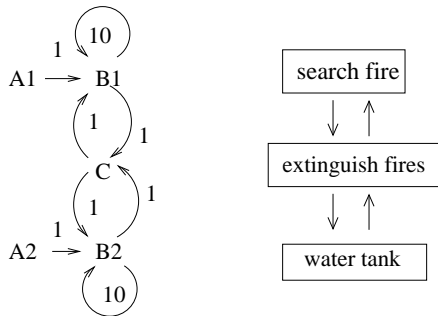 10
1
A1 B1
1 1
C
1 1
1
A2 B2
10
search fire
extinguish fires
water tank